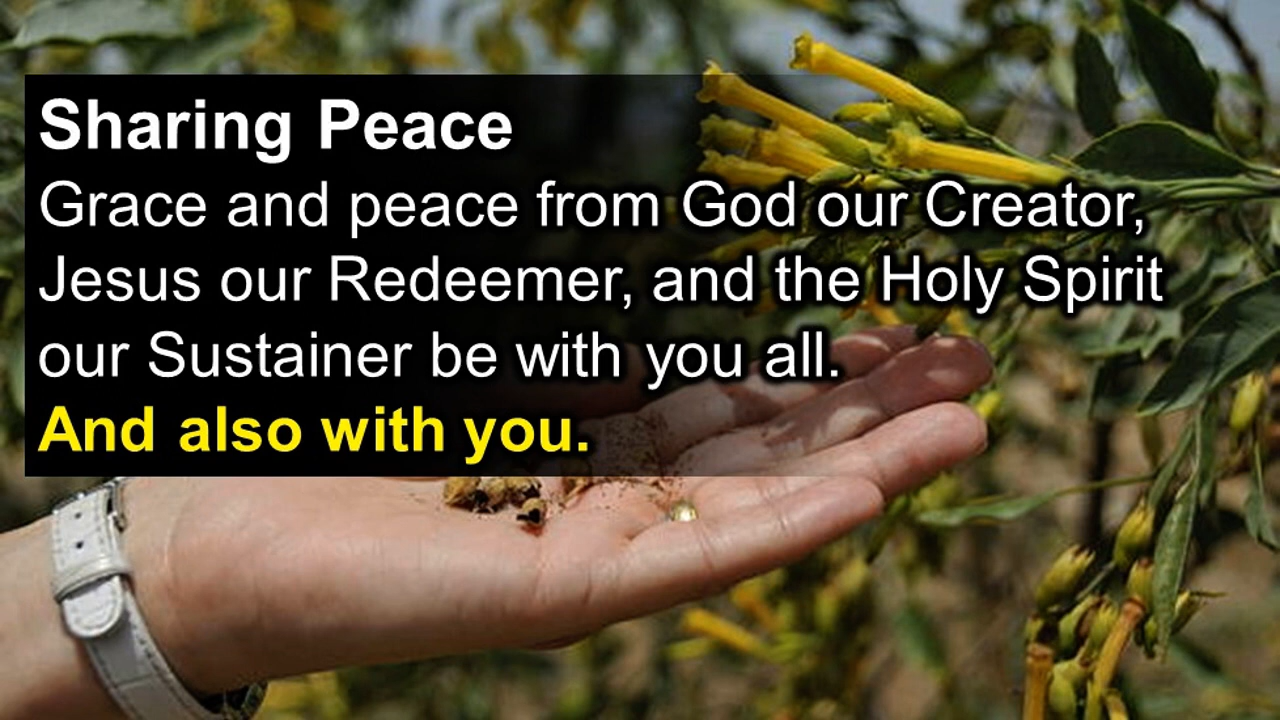 Sharing Peace
Grace and peace from God our Creator,
Jesus our Redeemer, and the Holy Spirit
our Sustainer be with you all.
And also with you.